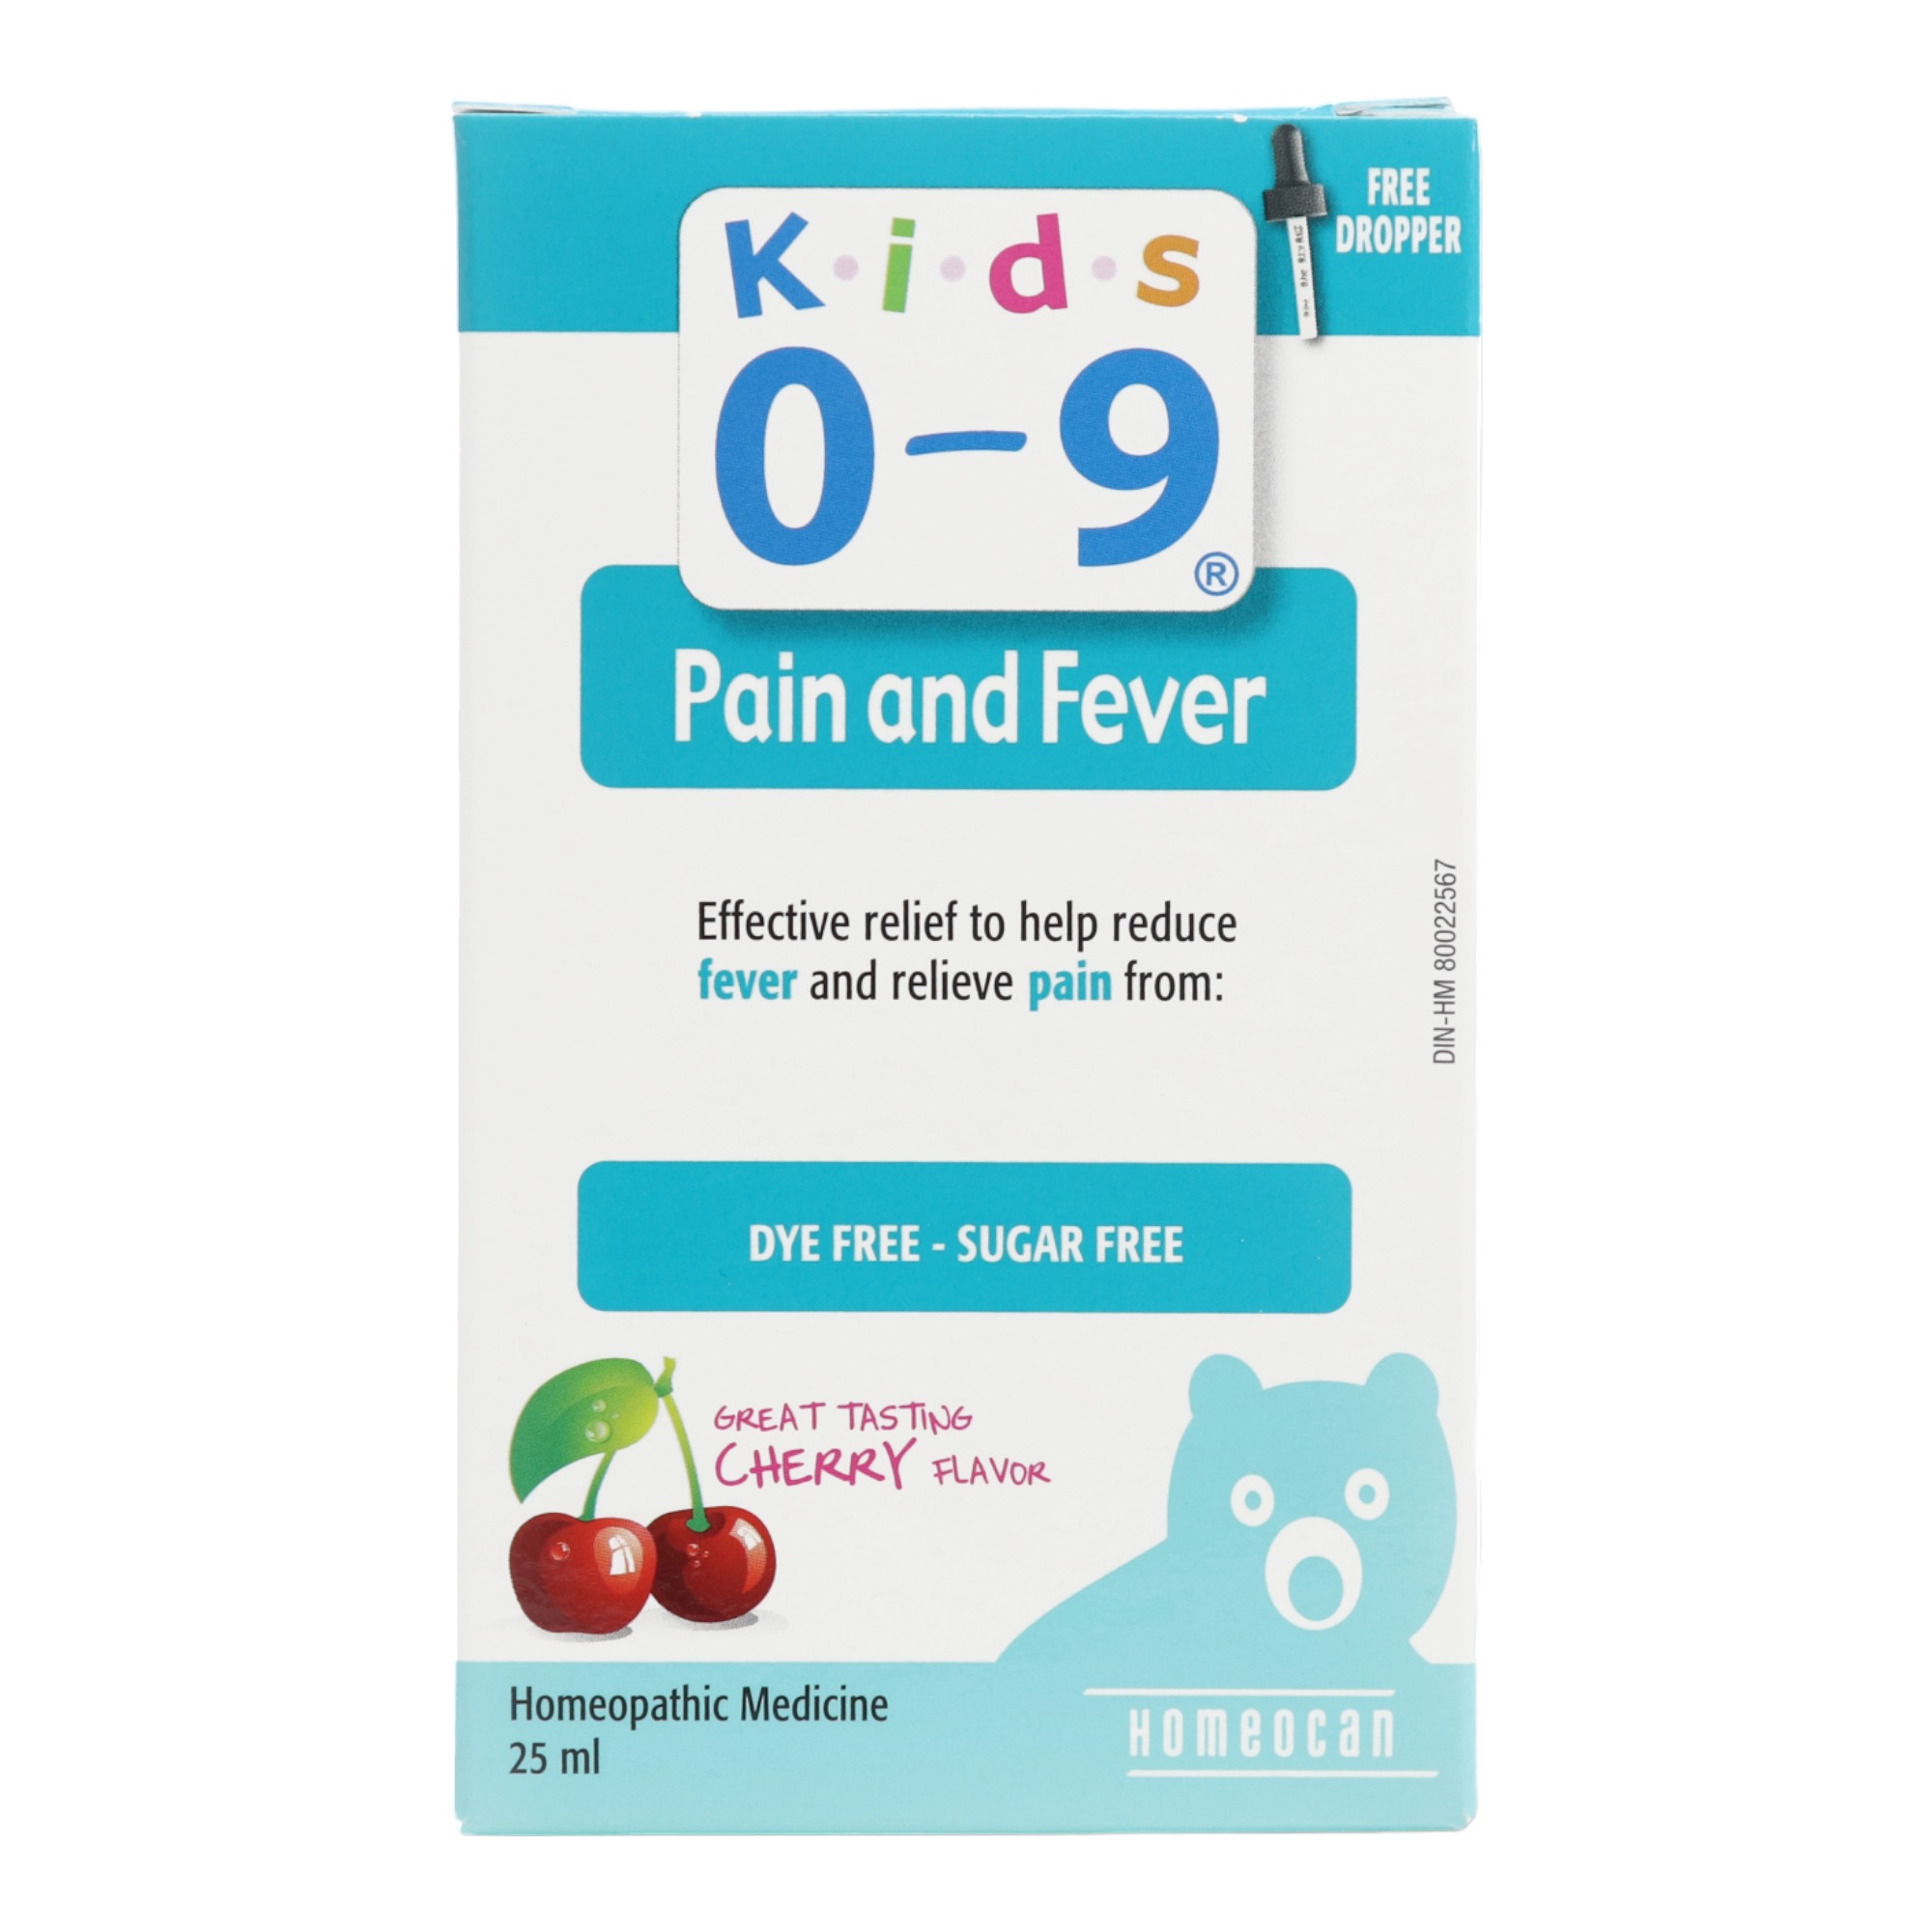 FREE
DROPPER
K·i·d·s
0–9®
Pain and Fever
Effective relief to help reduce
fever and relieve pain from:
DIN-HM 80022567
DYE FREE - SUGAR FREE
GREAT TASTING
CHERRY FLAVOR
Homeopathic Medicine
25 ml
HOMEOCAN